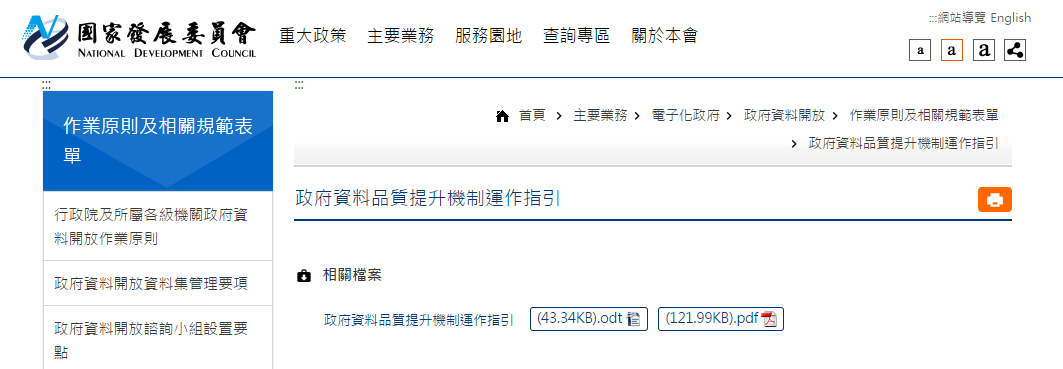 國家發展委員會
NATIONAL DEVELOPMENT COUNCIL
重大政策 主要業務 服務園地 查詢專區 關於本會
:::網站導覽 English
a a a
:::
:::
作業原則及相關規範表
單
行政院及所屬各級機關政府資
料開放作業原則
政府資料開放資料集管理要項
政府資料開放諮詢小組設置要
點
首頁 > 主要業務 > 電子化政府 > 政府資料開放 > 作業原則及相關規範表單
> 政府資料品質提升機制運作指引
政府資料品質提升機制運作指引
相關檔案
政府資料品質提升機制運作指引 (43.34KB).odt (121.99KB).pdf